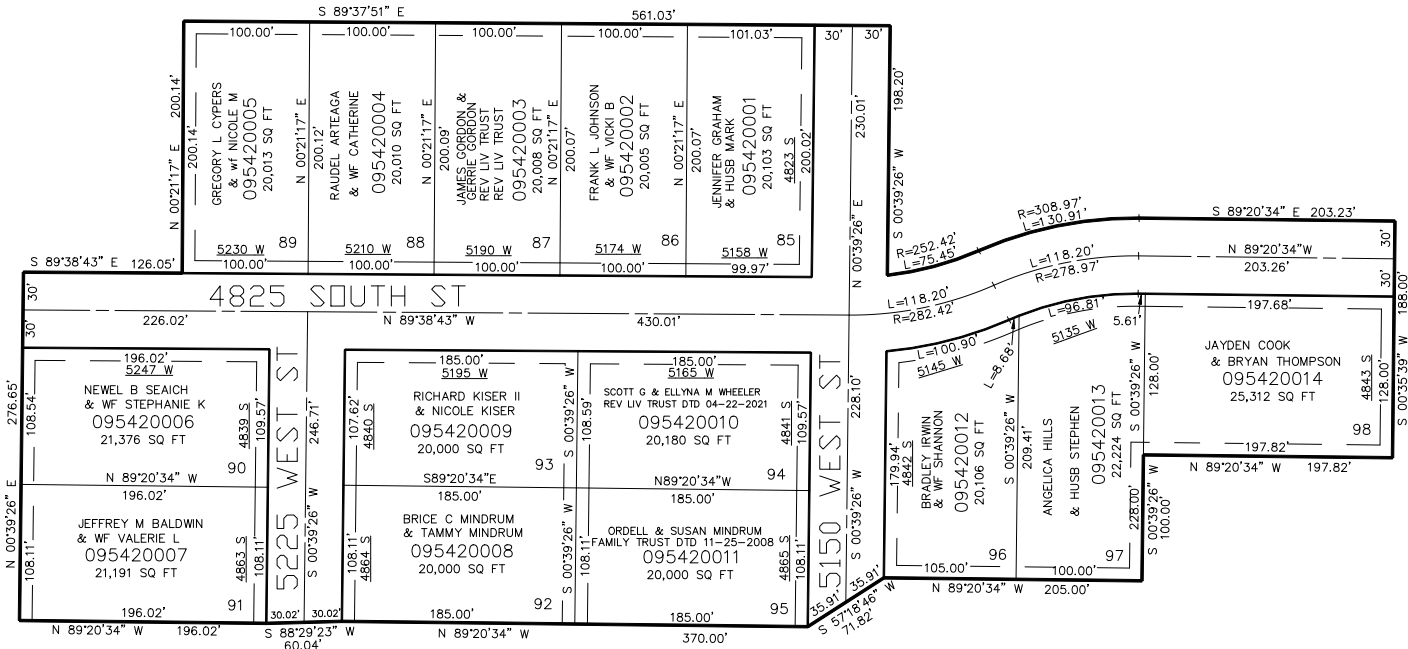 S 89°37'51" E
561.03'
100.00'
100.00'
100.00'
100.00'
101.03'
30'
30'
N 00°21'17" E 200.14'
200.14'
GREGORY L CYPERS
& wf NICOLE M
095420005
20,013 SQ FT
N 00°21'17" E
200.12'
RAUDEL ARTEAGA
& WF CATHERINE
095420004
20,010 SQ FT
N 00°21'17" E
200.09'
JAMES GORDON &
GERRIE GORDON
REV LIV TRUST
REV LIV TRUST
095420003
20,008 SQ FT
N 00°21'17" E
200.07'
FRANK L JOHNSON
& WF VICKI B
095420002
20,005 SQ FT
N 00°21'17" E
200.07'
JENNIFER GRAHAM
& HUSB MARK
095420001
20,103 SQ FT
4823 S
200.02'
230.01'
N 00°39'26" E
198.20'
S 00°39'26" W
5230 W
89
5210 W
88
5190 W
87
5174 W
86
5158 W
85
100.00'
100.00'
100.00'
100.00'
99.97'
S 89°38'43" E 126.05'
30'
30'
4825 SOUTH ST
226.02'
N 89°38'43" W
430.01'
R=252.42'
L=75.45'
R=308.97'
L=130.91'
L=118.20'
R=282.42'
L=118.20'
R=278.97'
S 89°20'34" E 203.23'
N 89°20'34"W
203.26'
30'
30'
188.00'
S 00°35'39" W
L=100.90'
5145 W
L=8.68'
L=96.81'
5135 W
5.61'
197.68'
276.65'
N 00°39'26" E
196.02'
5247 W
108.54'
NEWEL B SEAICH
& WF STEPHANIE K
095420006
21,376 SQ FT
4839 S
109.57'
90
N 89°20'34" W
196.02'
JEFFREY M BALDWIN
& WF VALERIE L
095420007
21,191 SQ FT
108.11'
4863 S
108.11'
91
196.02'
N 89°20'34" W 196.02'
5225 WEST ST
246.71'
S 00°39'26" W
30.02'
30.02'
S 88°29'23" W
60.04'
185.00'
5195 W
107.62'
4840 S
RICHARD KISER II
& NICOLE KISER
095420009
20,000 SQ FT
S 00°39'26" W
108.59'
93
S89°20'34"E
185.00'
BRICE C MINDRUM
& TAMMY MINDRUM
095420008
20,000 SQ FT
108.11'
4864 S
S 00°39'26" W
108.11'
92
185.00'
N 89°20'34" W
370.00'
185.00'
5165 W
SCOTT G & ELLYNA M WHEELER
REV LIV TRUST DTD 04-22-2021
095420010
20,180 SQ FT
4841 S
109.57'
94
N89°20'34"W
185.00'
ORDELL & SUSAN MINDRUM
FAMILY TRUST DTD 11-25-2008
095420011
20,000 SQ FT
4865 S
108.11'
95
185.00'
5150 WEST ST
228.10'
S 00°39'26" W
35.91'
35.91'
S 57°18'46" W
71.82'
179.94'
4842 S
BRADLEY IRWIN
& WF SHANNON
095420012
20,106 SQ FT
S 00°39'26" W
209.41'
96
105.00'
ANGELICA HILLS
& HUSB STEPHEN
095420013
22,224 SQ FT
97
100.00'
N 89°20'34" W 205.00'
S 00°39'26" W
128.00'
228.00'
S 00°39'26" W
100.00'
JAYDEN COOK
& BRYAN THOMPSON
095420014
25,312 SQ FT
4843 S
128.00'
98
197.82'
N 89°20'34" W 197.82'